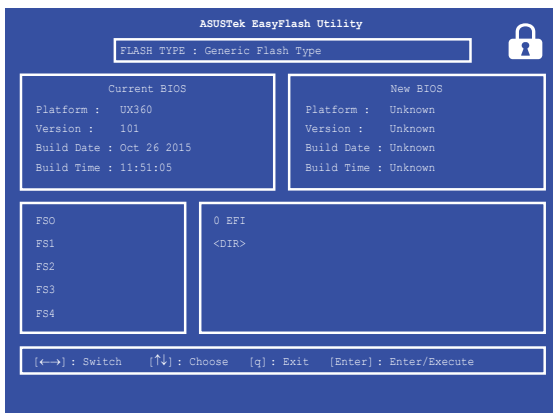 ASUSTek EasyFlash Utility
FLASH TYPE : Generic Flash Type
Current BIOS
Platform : UX360
Version : 101
Build Date : Oct 26 2015
Build Time : 11:51:05
New BIOS
Platform : Unknown
Version : Unknown
Build Date : Unknown
Build Time : Unknown
FSO
FS1
FS2
FS3
FS4
0 EFI
<DIR>
[←→] : Switch [↑↓] : Choose [q] : Exit [Enter] : Enter/Execute